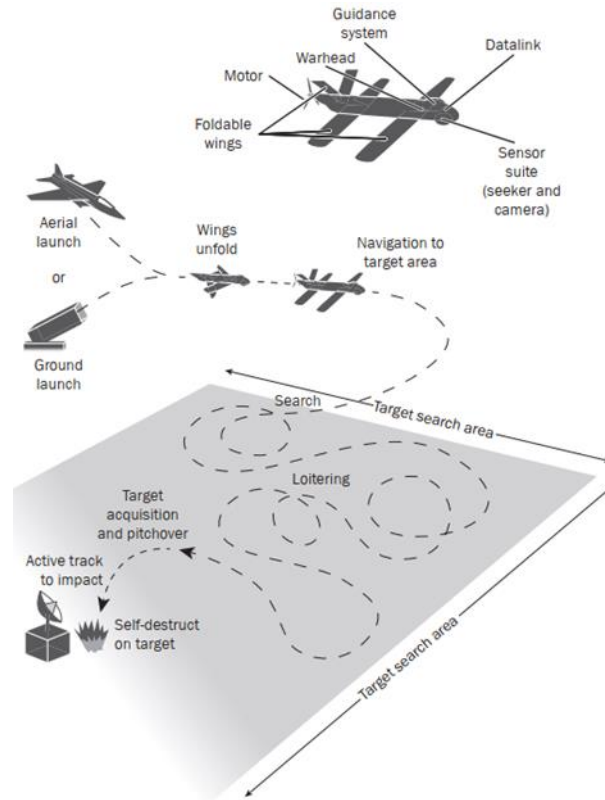 Guidance
system
Datalink
Warhead
Motor
Foldable
wings
Sensor
suite
(seeker and
camera)
Aerial
launch
or
Ground
launch
Wings
unfold
Navigation to
target area
Search
Target search area
Loitering
Target
acquisition
and pitchover
Active track
to impact
Self-destruct
on target
Target search area